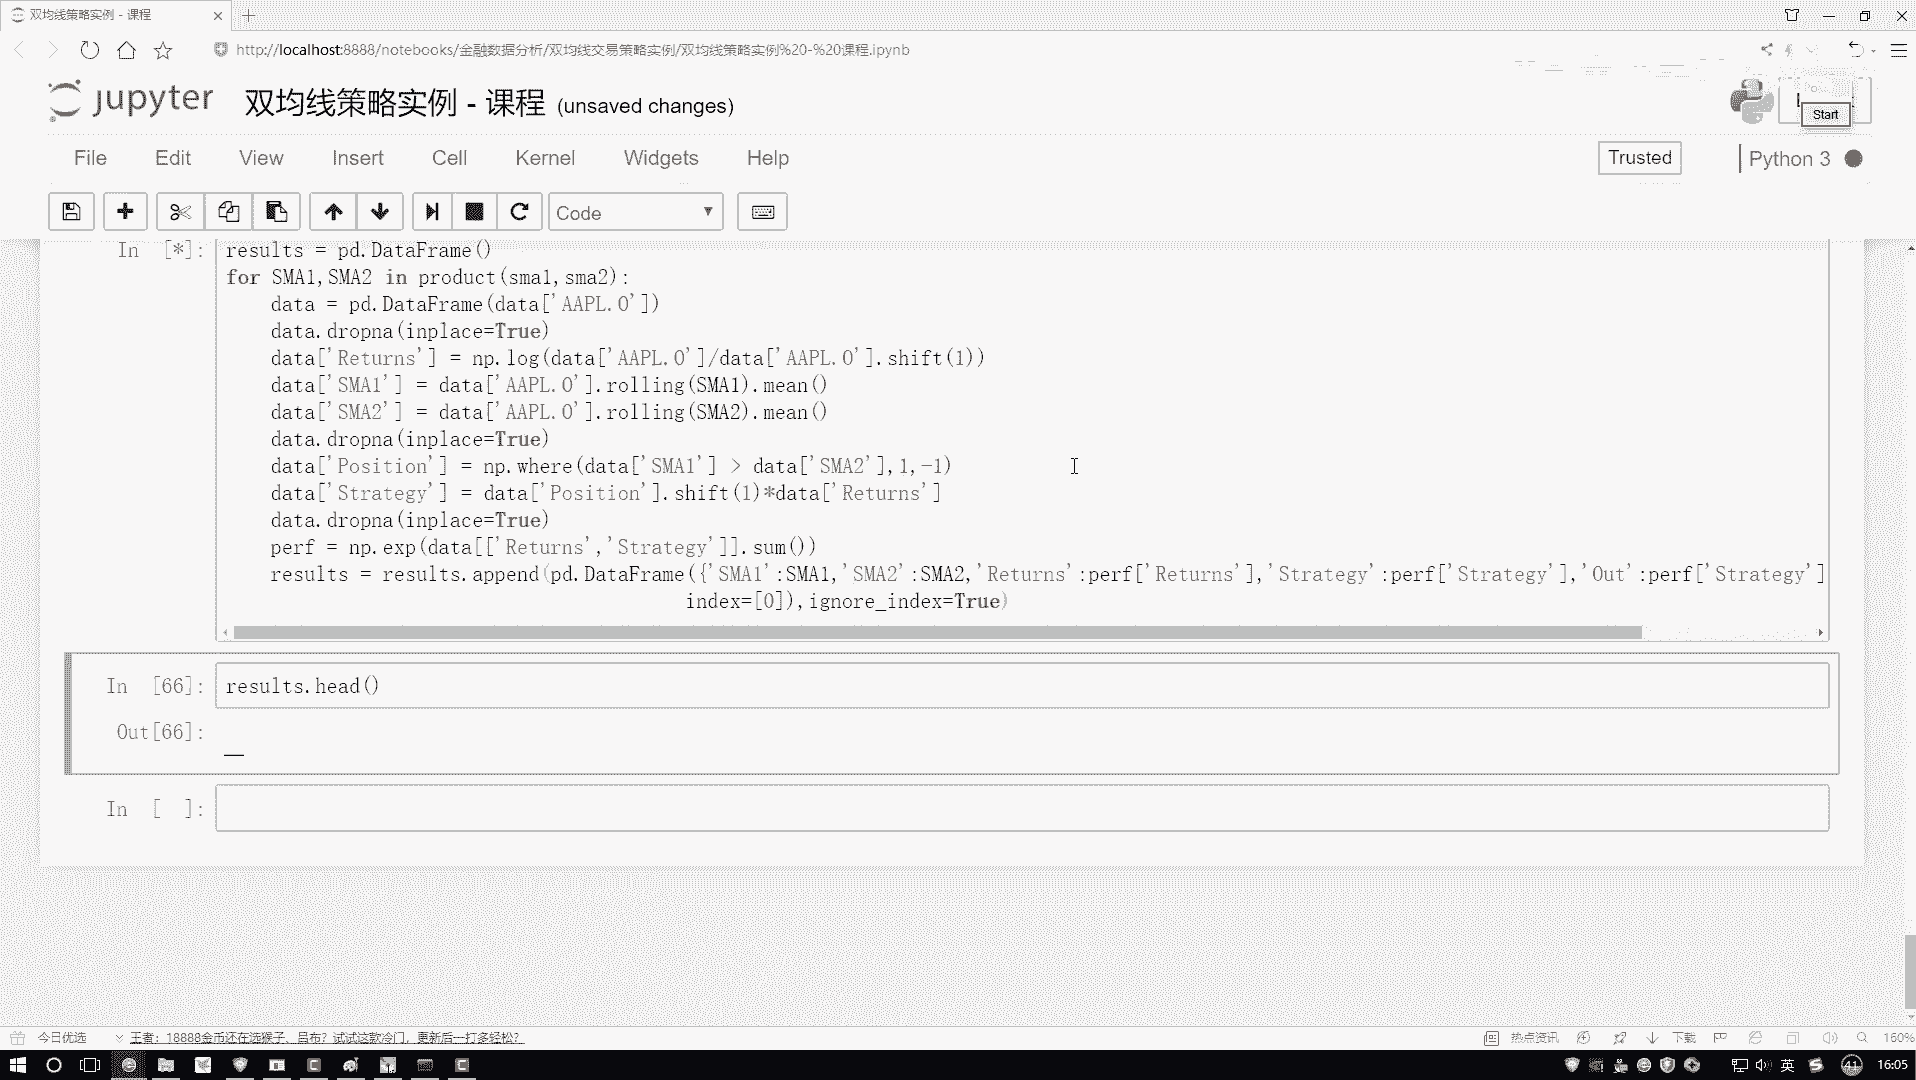 双均线策略实例 - 课程
http://localhost:8888/notebooks/金融数据分析/双均线交易策略实例/双均线策略实例%20-%20课程.ipynb
jupyter 双均线策略实例 - 课程 (unsaved changes)
Start
File Edit View Insert Cell Kernel Widgets Help
Trusted Python 3
Code
In [*]: results = pd.DataFrame()
for SMA1,SMA2 in product(sma1,sma2):
    data = pd.DataFrame(data['AAPL.O'])
    data.dropna(inplace=True)
    data['Returns'] = np.log(data['AAPL.O']/data['AAPL.O'].shift(1))
    data['SMA1'] = data['AAPL.O'].rolling(SMA1).mean()
    data['SMA2'] = data['AAPL.O'].rolling(SMA2).mean()
    data.dropna(inplace=True)
    data['Position'] = np.where(data['SMA1'] > data['SMA2'],1,-1)
    data['Strategy'] = data['Position'].shift(1)*data['Returns']
    data.dropna(inplace=True)
    perf = np.exp(data[['Returns','Strategy']].sum())
    results = results.append(pd.DataFrame({'SMA1':SMA1,'SMA2':SMA2,'Returns':perf['Returns'],'Strategy':perf['Strategy'],'Out':perf['Strategy']
index=[0]),ignore_index=True)
In [66]: results.head()
Out[66]:
In [ ]:
今日优选 王者：18888金币还在选猴子、吕布？试试这款冷门，更新后一打多轻松！ 热点资讯 下载 160%
英 41 16:05